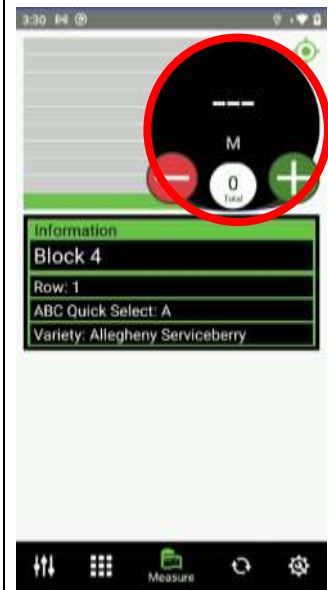 3:30
---
M
0
Total
Information
Block 4
Row: 1
ABC Quick Select: A
Variety: Allegheny Serviceberry
Measure